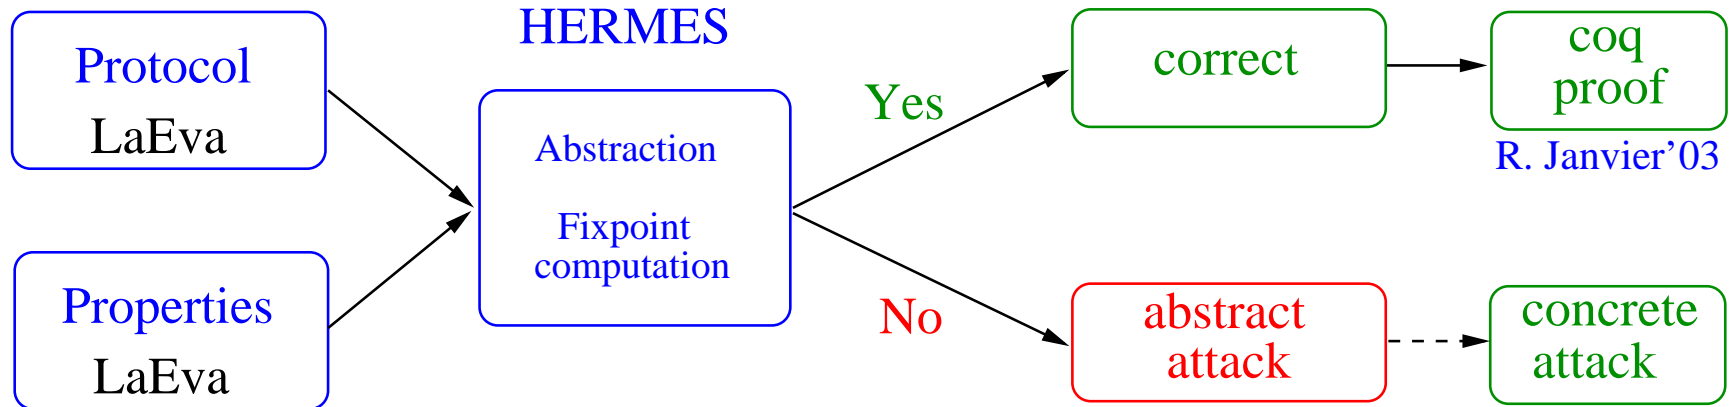 HERMES
Protocol
LaEva
Properties
LaEva
Abstraction
Fixpoint
computation
Yes
No
correct
coq
proof
R. Janvier'03
abstract
attack
concrete
attack